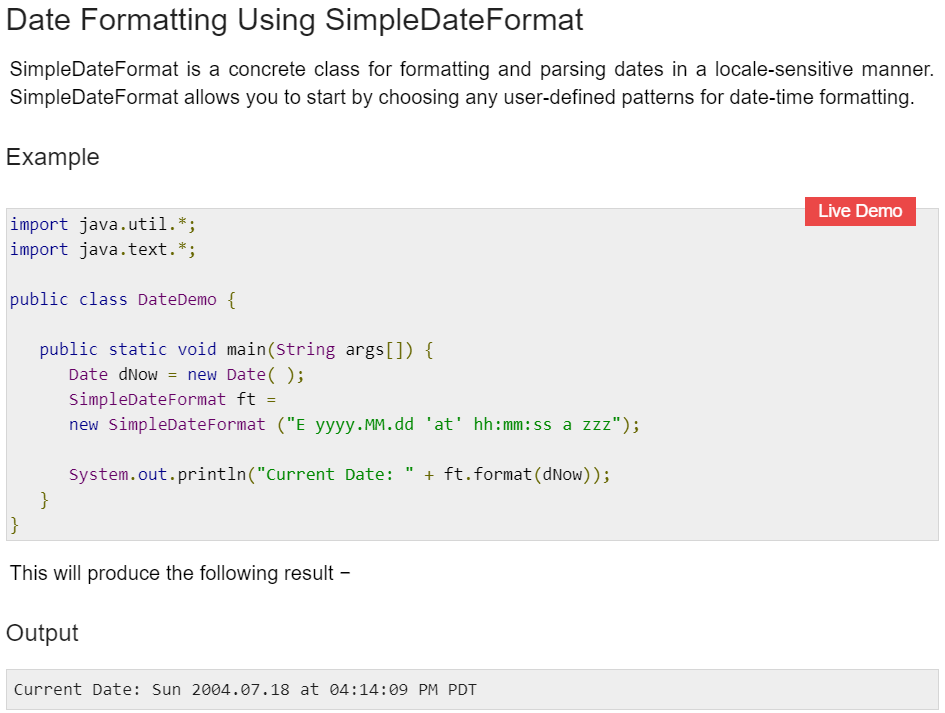 Date Formatting Using SimpleDateFormat
SimpleDateFormat is a concrete class for formatting and parsing dates in a locale-sensitive manner.
SimpleDateFormat allows you to start by choosing any user-defined patterns for date-time formatting.
Example
Live Demo
import java.util.*;
import java.text.*;
public class DateDemo {
   public static void main(String args[]) {
      Date dNow = new Date( );
      SimpleDateFormat ft =
      new SimpleDateFormat ("E yyyy.MM.dd 'at' hh:mm:ss a zzz");
      System.out.println("Current Date: " + ft.format(dNow));
   }
}
This will produce the following result −
Output
Current Date: Sun 2004.07.18 at 04:14:09 PM PDT